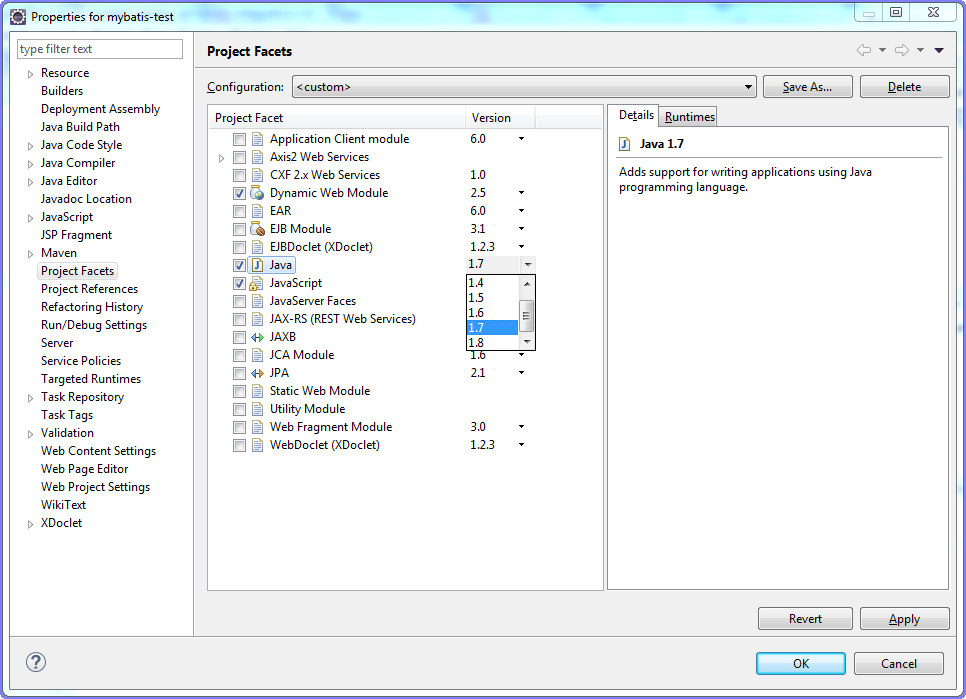 Properties for mybatis-test
type filter text
Resource
Builders
Deployment Assembly
Java Build Path
Java Code Style
Java Compiler
Java Editor
Javadoc Location
JavaScript
JSP Fragment
Maven
Project Facets
Project References
Refactoring History
Run/Debug Settings
Server
Service Policies
Targeted Runtimes
Task Repository
Task Tags
Validation
Web Content Settings
Web Page Editor
Web Project Settings
WikiText
XDoclet
Project Facets
Configuration: <custom> Save As... Delete
Project Facet Version
Application Client module 6.0
Axis2 Web Services
CXF 2.x Web Services 1.0
Dynamic Web Module 2.5
EAR 6.0
EJB Module 3.1
EJBDoclet (XDoclet) 1.2.3
Java 1.7
JavaScript 1.4
JavaServer Faces 1.5
JAX-RS (REST Web Services) 1.6
1.7
JAXB
1.8
JCA Module 1.6
JPA 2.1
Static Web Module
Utility Module
Web Fragment Module 3.0
WebDoclet (XDoclet) 1.2.3
Details Runtimes
Java 1.7
Adds support for writing applications using Java
programming language.
Revert Apply
? OK Cancel